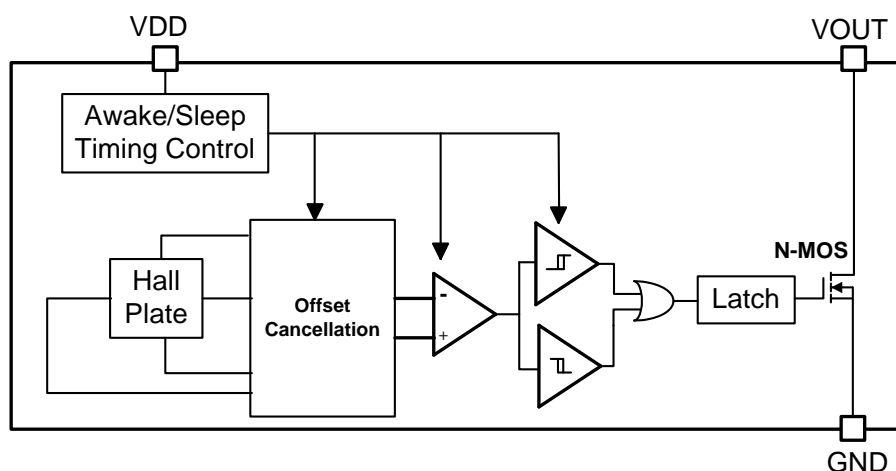 VDD
VOUT
Awake/Sleep
Timing Control
N-MOS
Hall
Plate
Offset
Cancellation
-
+
Latch
GND